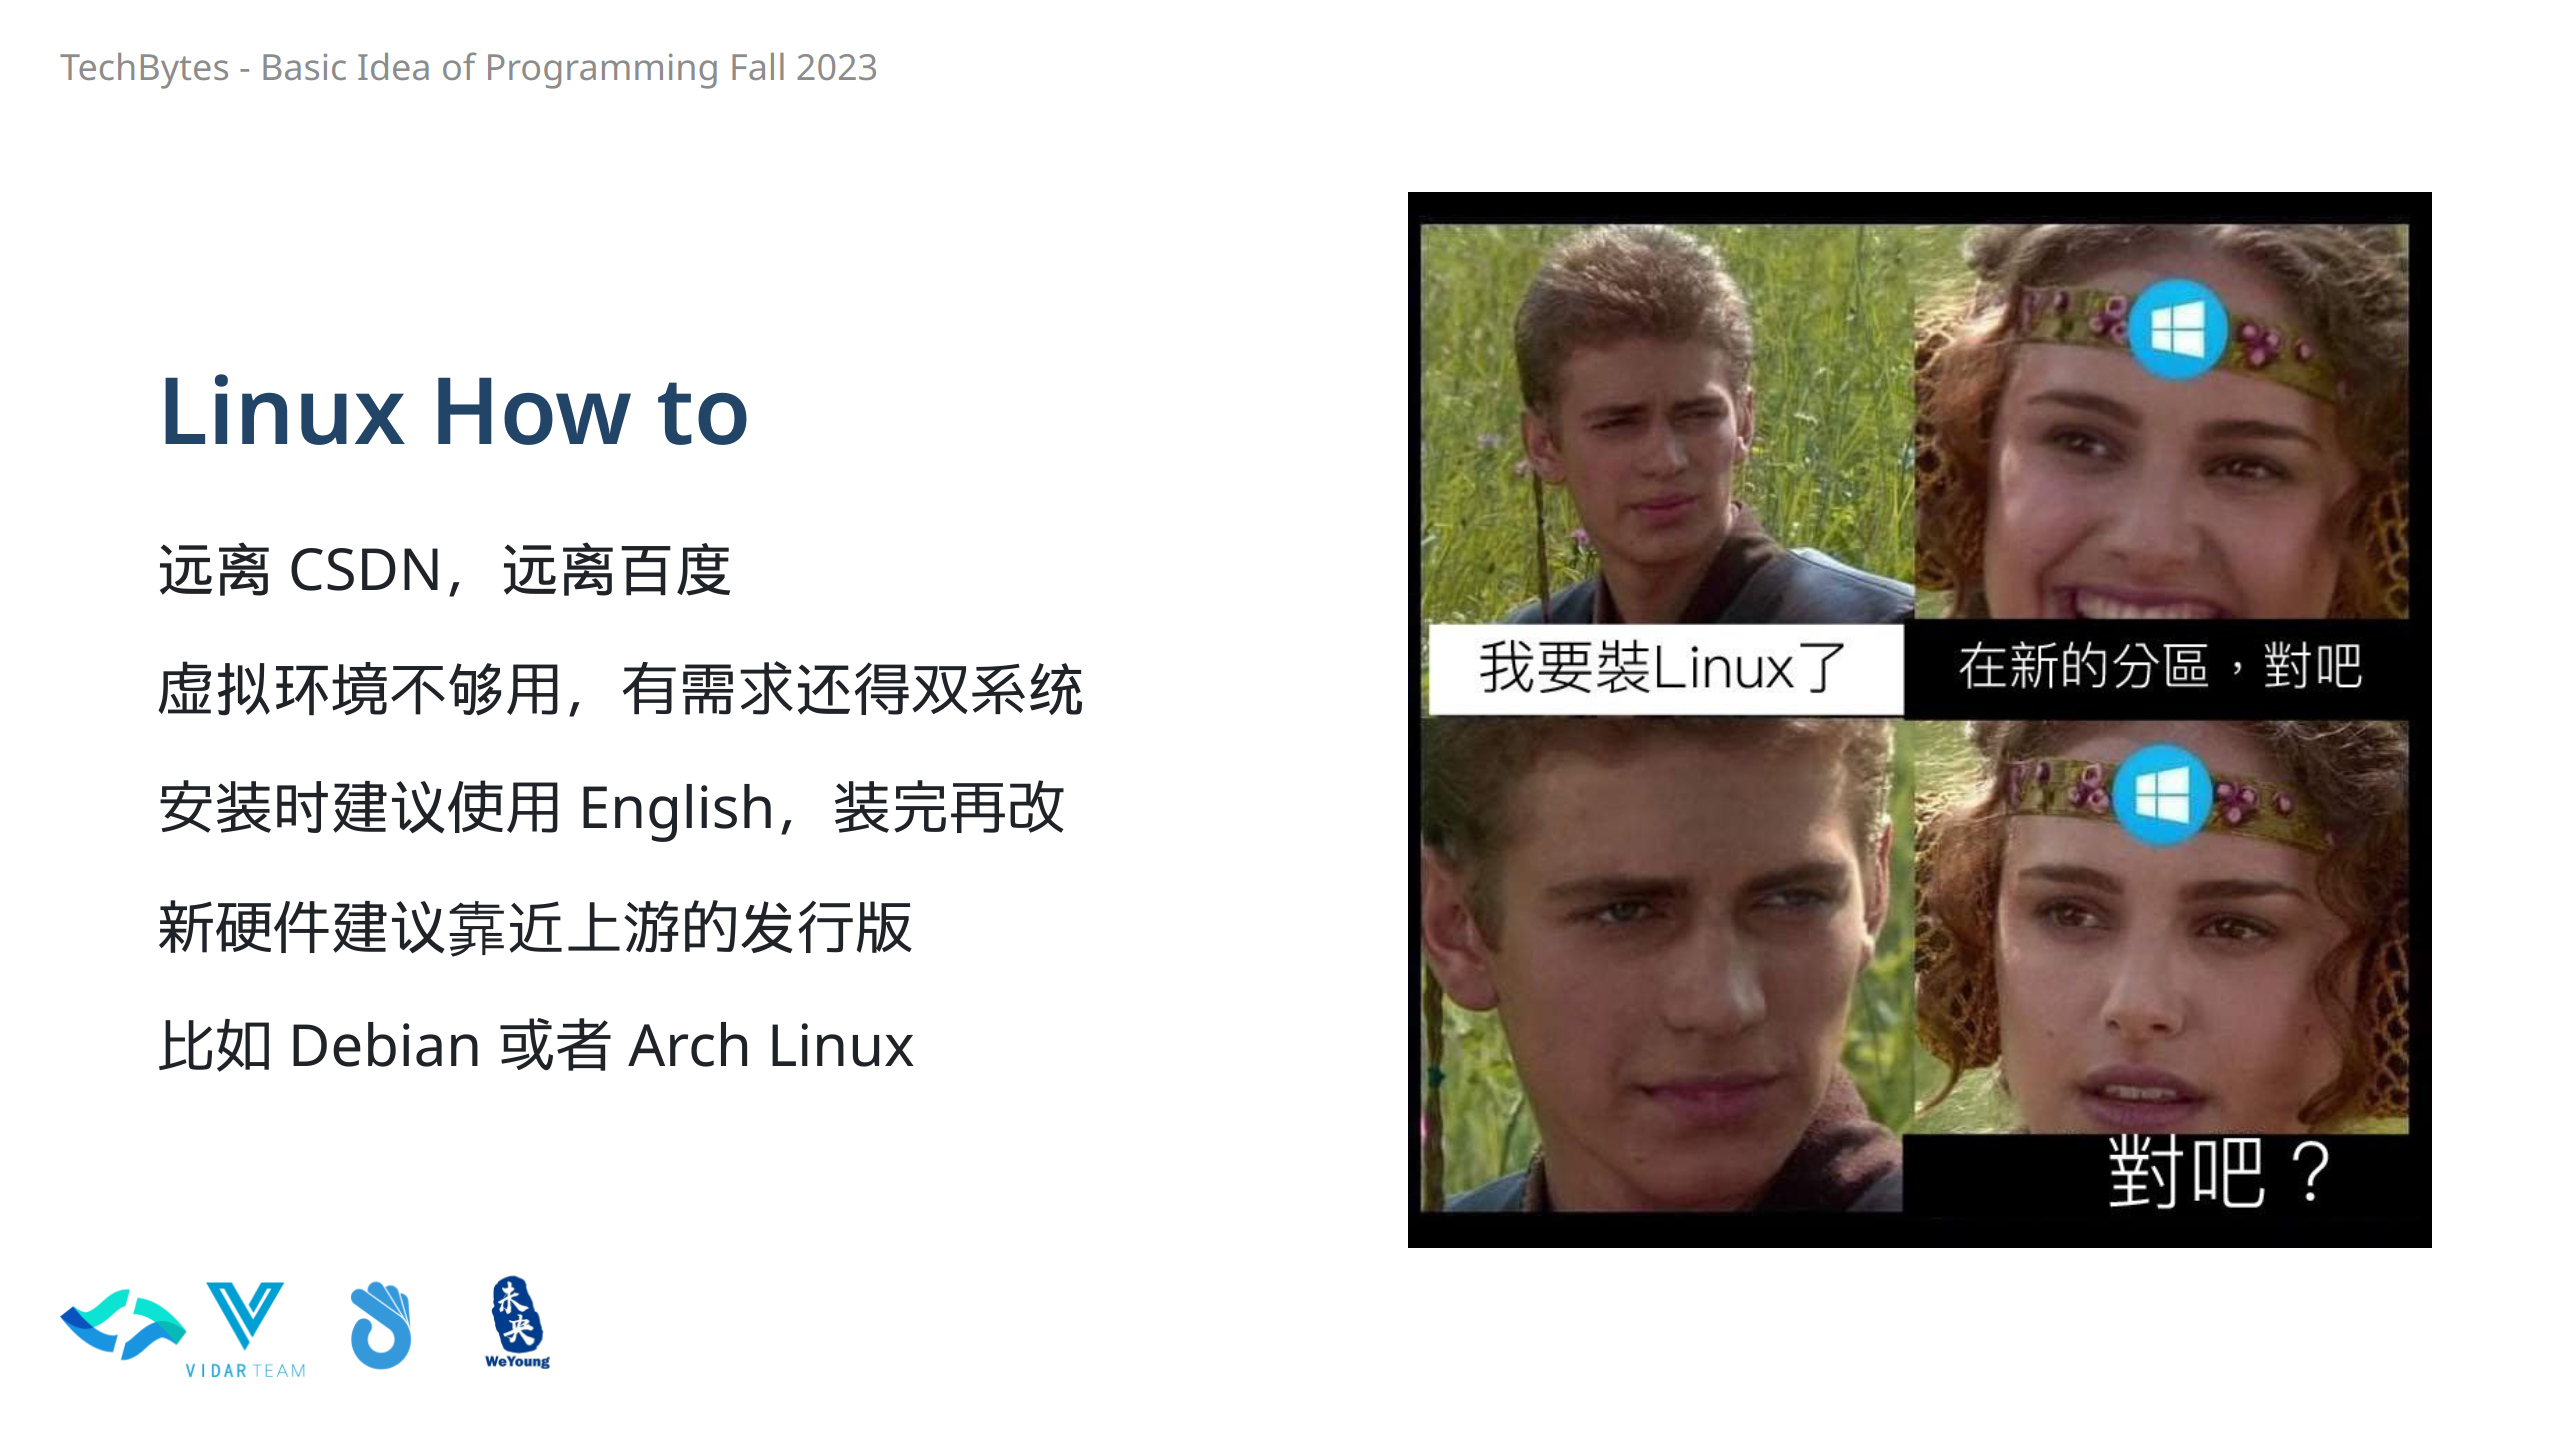 TechBytes - Basic Idea of Programming Fall 2023
Linux How to
远离 CSDN，远离百度
虚拟环境不够用，有需求还得双系统
安装时建议使用 English，装完再改
新硬件建议靠近上游的发行版
比如 Debian 或者 Arch Linux
我要裝Linux了
在新的分區，對吧
對吧？
VIDAR TEAM
未央
WeYoung